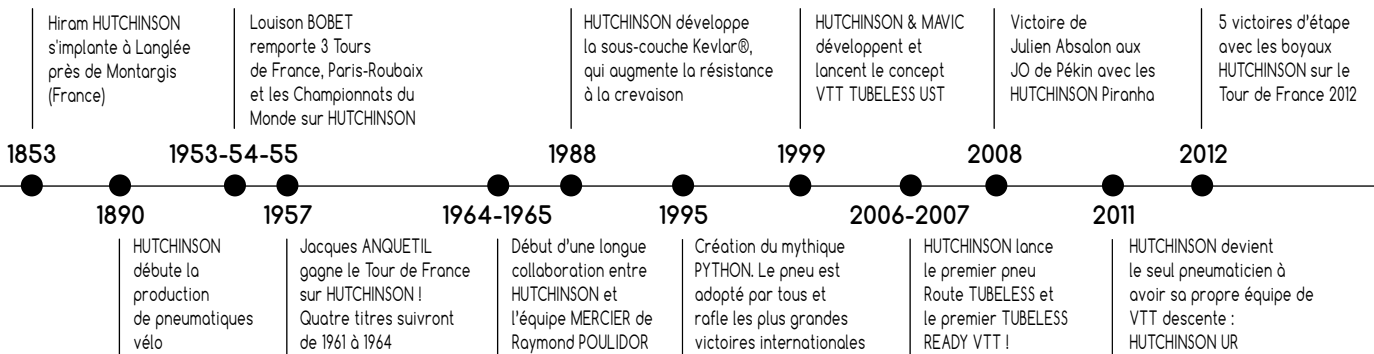 Hiram HUTCHINSON
s'implante à Langlée
près de Montargis
(France)
Louison BOBET
remporte 3 Tours
de France, Paris-Roubaix
et les Championnats du
Monde sur HUTCHINSON
HUTCHINSON développe
la sous-couche Kevlar®,
qui augmente la résistance
à la crevaison
HUTCHINSON & MAVIC
développent et
lancent le concept
VTT TUBELESS UST
Victoire de
Julien Absalon aux
JO de Pékin avec les
HUTCHINSON Piranha
5 victoires d'étape
avec les boyaux
HUTCHINSON sur le
Tour de France 2012
1853
1953-54-55
1988
1999
2008
2012
1890
1957
1964-1965
1995
2006-2007
2011
HUTCHINSON
débute la
production
de pneumatiques
vélo
Jacques ANQUETIL
gagne le Tour de France
sur HUTCHINSON !
Quatre titres suivront
de 1961 à 1964
Début d'une longue
collaboration entre
HUTCHINSON et
l'équipe MERCIER de
Raymond POULIDOR
Création du mythique
PYTHON. Le pneu est
adopté par tous et
rafle les plus grandes
victoires internationales
HUTCHINSON lance
le premier pneu
Route TUBELESS et
le premier TUBELESS
READY VTT !
HUTCHINSON devient
le seul pneumaticien à
avoir sa propre équipe de
VTT descente :
HUTCHINSON UR